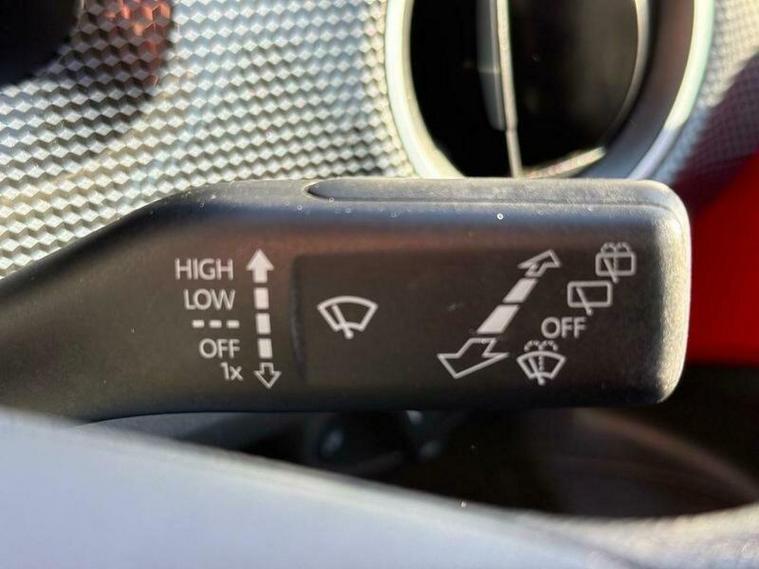 HIGH
LOW
---
OFF
1x
OFF